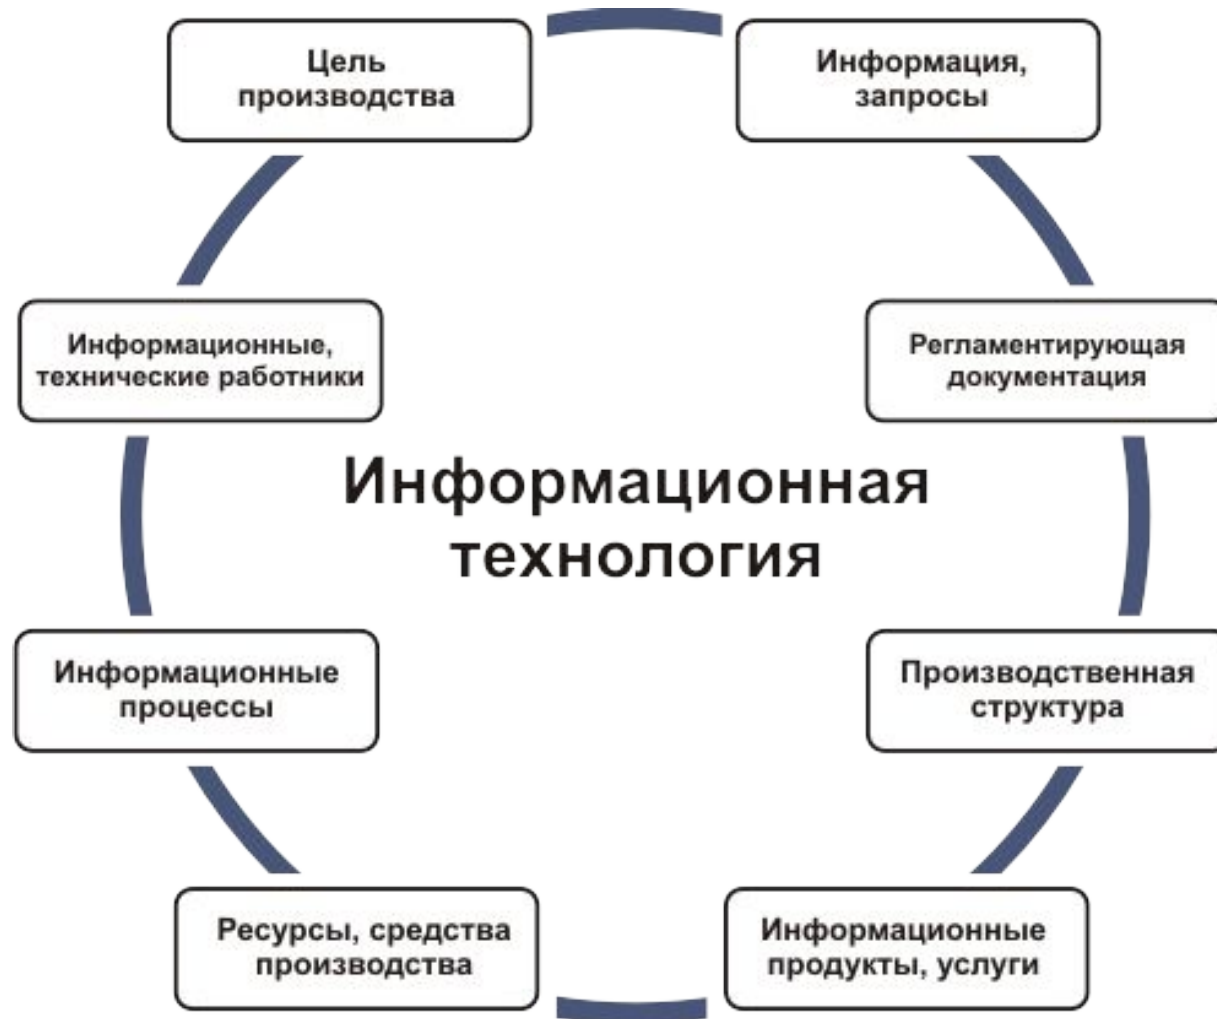 Цель
производства
Информация,
запросы
Информационные,
технические работники
Регламентирующая
документация
Информационная
технология
Информационные
процессы
Производственная
структура
Ресурсы, средства
производства
Информационные
продукты, услуги